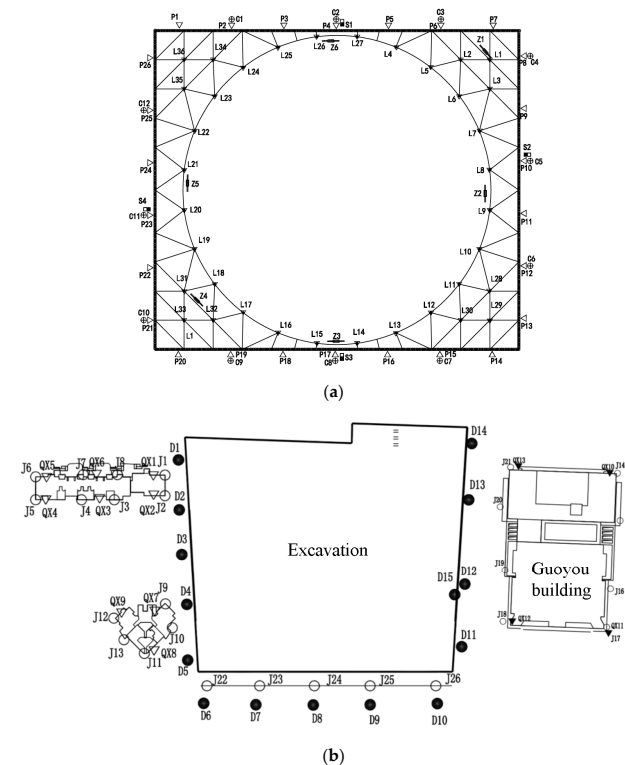 P1 P2 C1 P3 P4 C2 S1 P5 P6 C3 P7
L36 L34 L25 L26 Z6 L27 L4 L2 Z1 L1 P8 C4
P26 L24 L5
L35 L23 L6 L3
C12 P25 P9
L22 L7
P24 L21 L8 S2 C5 P10
Z5 Z2
S4 C11 P23 L20 L9 P11
L19 L10
P22 C6 P12
L31 L18 L11 L28
Z4
C10 P21 L33 L32 L17 L12 L30 L29 P13
L1 L16 L15 Z3 L14 L13
P20 P19 C9 P18 P17 C8 S3 P16 P15 C7 P14
(a)
D1 D14
J6 QX5 J7 QX6 J8 QX1 J1 J21 QX13 QX10 J14
J5 QX4 J4 QX3 J3 QX2 J2 D2 D13 J20
D3 Excavation
D12 J19 Guoyou
building
D15 J16
J12 QX9 QX7 J9 D4
J10 J18 QX12 QX11
J13 J11 QX8 D5 D11 J17
J22 J23 J24 J25 J26
D6 D7 D8 D9 D10
(b)